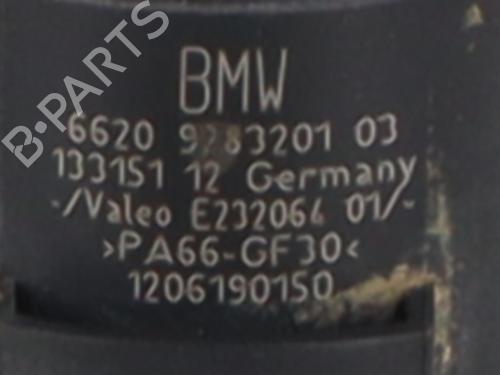 B-PARTS
BMW
6620 9283201 03
133151 12 Germany
-/Valeo E232064 01/-
>PA66-GF30<
1206190150